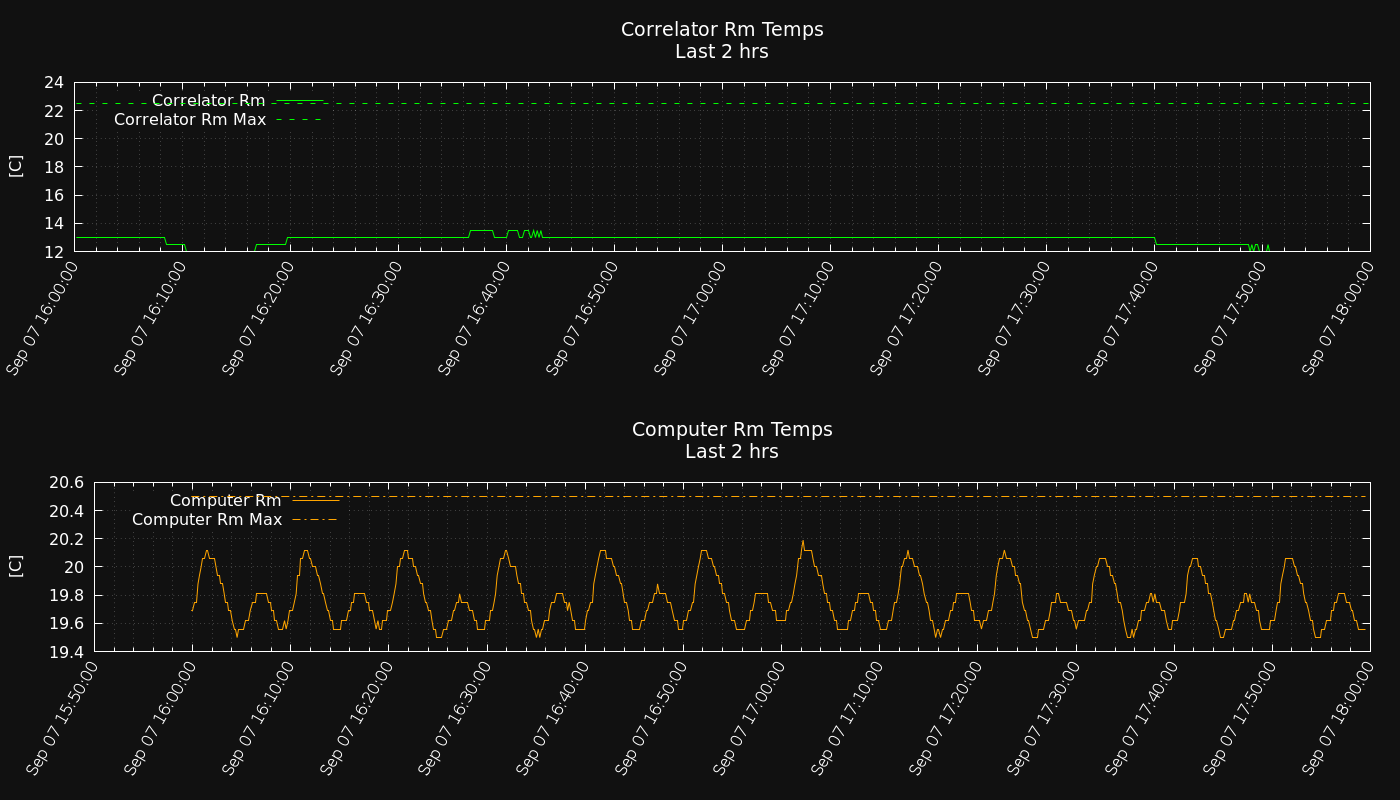 Correlator Rm Temps
Last 2 hrs
24
Correlator Rm
22
Correlator Rm Max
20
[C]
18
16
14
12
Sep 07 16:00:00
Sep 07 16:10:00
Sep 07 16:20:00
Sep 07 16:30:00
Sep 07 16:40:00
Sep 07 16:50:00
Sep 07 17:00:00
Sep 07 17:10:00
Sep 07 17:20:00
Sep 07 17:30:00
Sep 07 17:40:00
Sep 07 17:50:00
Sep 07 18:00:00
Computer Rm Temps
Last 2 hrs
20.6
Computer Rm
20.4
Computer Rm Max
20.2
[C]
20
19.8
19.6
19.4
Sep 07 15:50:00
Sep 07 16:00:00
Sep 07 16:10:00
Sep 07 16:20:00
Sep 07 16:30:00
Sep 07 16:40:00
Sep 07 16:50:00
Sep 07 17:00:00
Sep 07 17:10:00
Sep 07 17:20:00
Sep 07 17:30:00
Sep 07 17:40:00
Sep 07 17:50:00
Sep 07 18:00:00